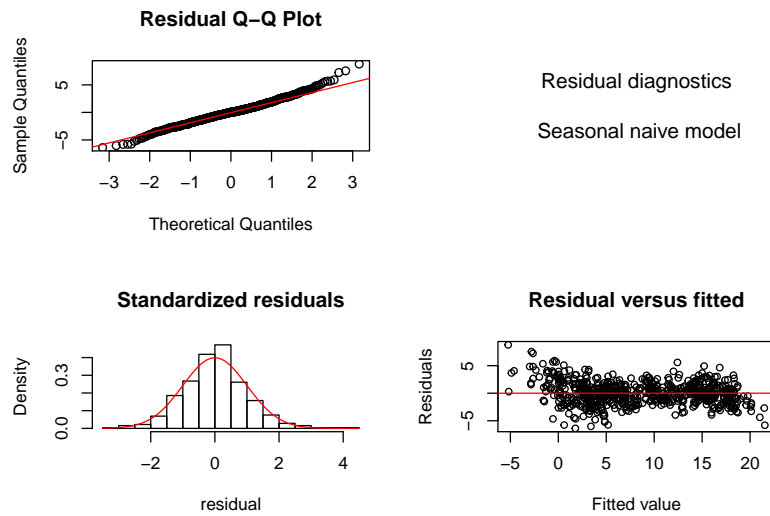 Residual Q−Q Plot
Sample Quantiles
5
−5
−3 −2 −1 0 1 2 3
Theoretical Quantiles
Residual diagnostics
Seasonal naive model
Standardized residuals
Density
0.3
0.0
−2 0 2 4
residual
Residual versus fitted
Residuals
5
−5
−5 0 5 10 15 20
Fitted value